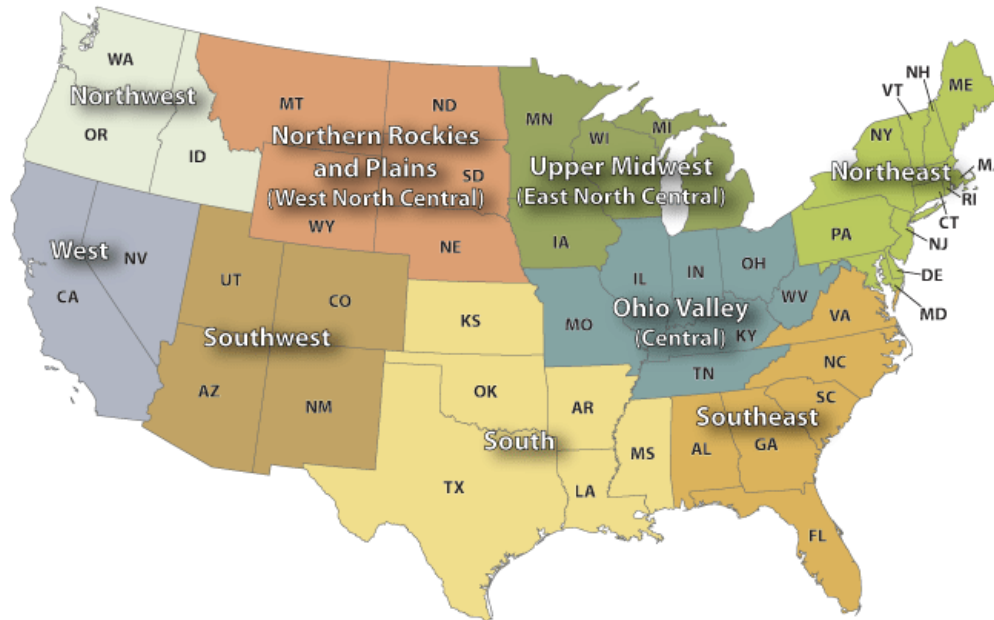 WA
Northwest
OR
ID
MT
ND
Northern Rockies
and Plains
(West North Central)
SD
WY
NE
MN
WI
MI
Upper Midwest
(East North Central)
IA
VT
NH
ME
NY
Northeast
M
RI
CT
NJ
PA
DE
MD
West
NV
CA
UT
CO
Southwest
AZ
NM
KS
OK
AR
South
TX
LA
MS
IL
IN
OH
WV
Ohio Valley
(Central)
MO
KY
TN
VA
NC
SC
Southeast
AL
GA
FL